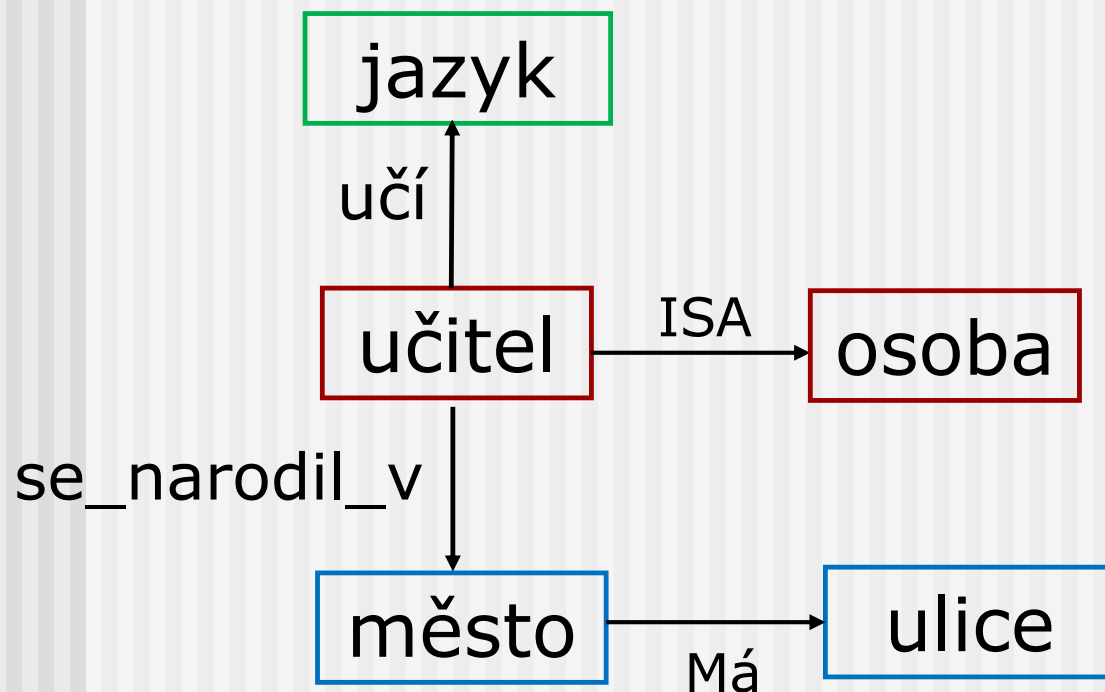 jazyk
učí
učitel
ISA
osoba
se_narodil_v
město
Má
ulice